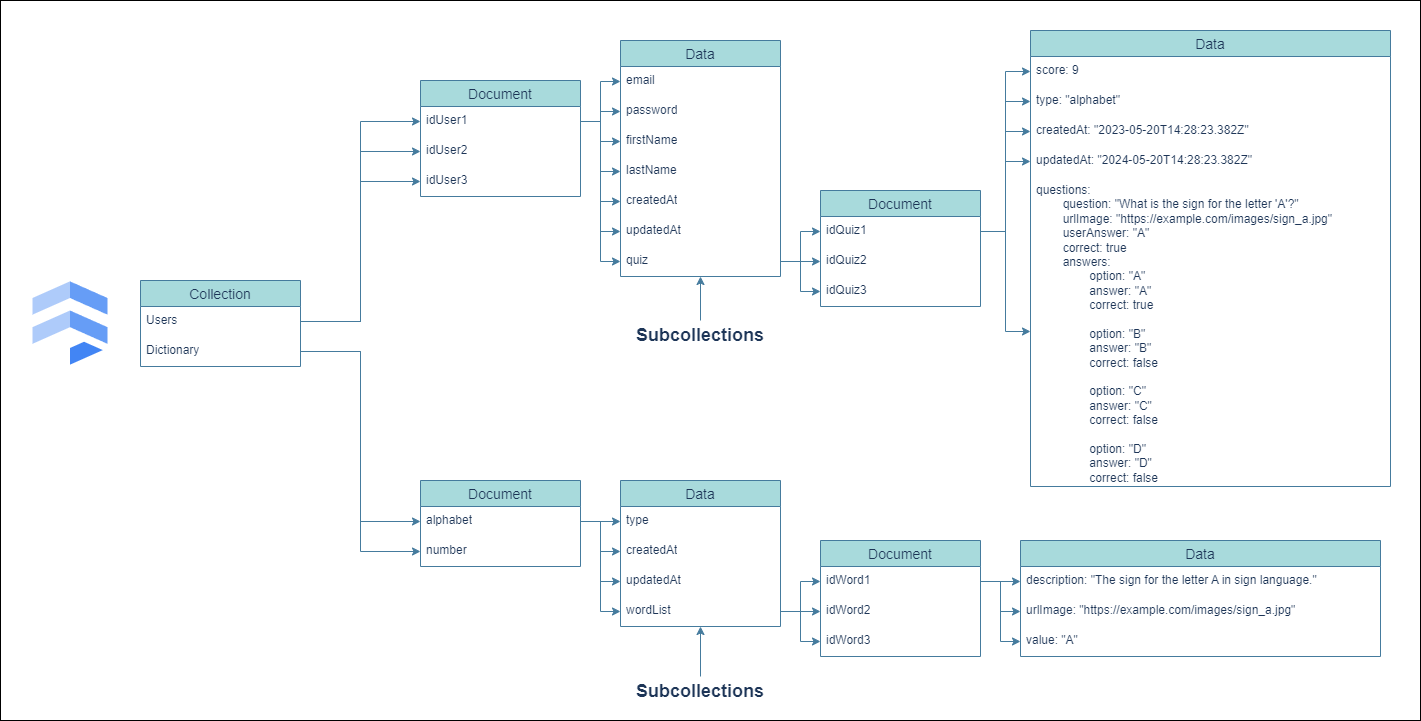 Collection
Users
Dictionary
Document
idUser1
idUser2
idUser3
Data
email
password
firstName
lastName
createdAt
updatedAt
quiz
Subcollections
Document
idQuiz1
idQuiz2
idQuiz3
Data
score: 9
type: "alphabet"
createdAt: "2023-05-20T14:28:23.382Z"
updatedAt: "2024-05-20T14:28:23.382Z"
questions:
question: "What is the sign for the letter 'A'?"
urlImage: "https://example.com/images/sign_a.jpg"
userAnswer: "A"
correct: true
answers:
option: "A"
answer: "A"
correct: true
option: "B"
answer: "B"
correct: false
option: "C"
answer: "C"
correct: false
option: "D"
answer: "D"
correct: false
Document
alphabet
number
Data
type
createdAt
updatedAt
wordList
Subcollections
Document
idWord1
idWord2
idWord3
Data
description: "The sign for the letter A in sign language."
urlImage: "https://example.com/images/sign_a.jpg"
value: "A"